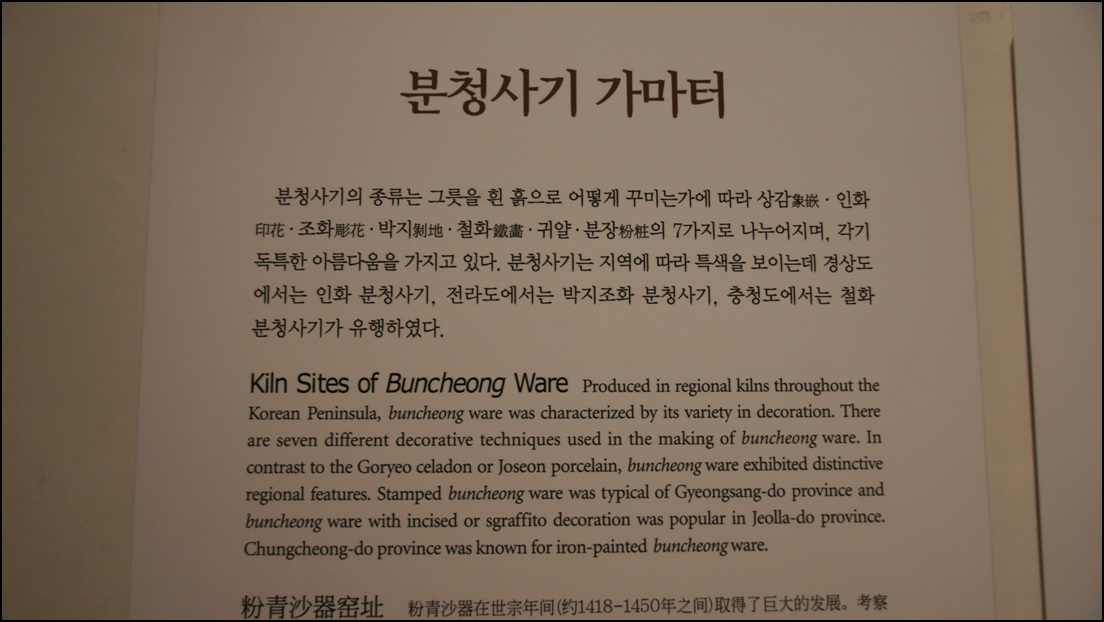 분청사기 가마터
분청사기의 종류는 그릇을 흰 흙으로 어떻게 꾸미는가에 따라 상감象嵌 · 인화
印花 · 조화彫花 · 박지剝地 · 철화鐵畵 · 귀얄 · 분장粉粧의 7가지로 나누어지며, 각기
독특한 아름다움을 가지고 있다. 분청사기는 지역에 따라 특색을 보이는데 경상도
에서는 인화 분청사기, 전라도에서는 박지조화 분청사기, 충청도에서는 철화
분청사기가 유행하였다.
Kiln Sites of Buncheong Ware Produced in regional kilns throughout the
Korean Peninsula, buncheong ware was characterized by its variety in decoration. There
are seven different decorative techniques used in the making of buncheong ware. In
contrast to the Goryeo celadon or Joseon porcelain, buncheong ware exhibited distinctive
regional features. Stamped buncheong ware was typical of Gyeongsang-do province and
buncheong ware with incised or sgraffito decoration was popular in Jeolla-do province.
Chungcheong-do province was known for iron-painted buncheong ware.
粉青沙器窑址 粉青沙器在世宗年间(约1418-1450年之间)取得了巨大的发展。考察